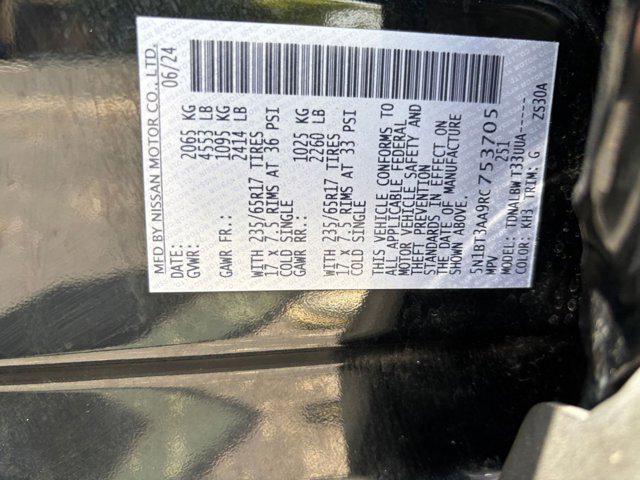 MFD BY NISSAN MOTOR CO., LTD.
DATE: 06/24
GVWR: 2065 KG
4553 LB
GAWR FR.: 1095 KG
2414 LB
WITH 235/65R17 TIRES
17 X 7.5 RIMS AT 36 PSI
COLD SINGLE
GAWR RR.: 1025 KG
2260 LB
WITH 235/65R17 TIRES
17 X 7.5 RIMS AT 33 PSI
COLD SINGLE
THIS VEHICLE CONFORMS TO
ALL APPLICABLE FEDERAL
MOTOR VEHICLE SAFETY AND
THEFT PREVENTION
STANDARDS IN EFFECT ON
THE DATE OF MANUFACTURE
SHOWN ABOVE.
5N1BT3AA9RC753705
MPV 251
MODEL: TDNALBWT33UUA-----
COLOR: KH3 TRIM: G ZS30A